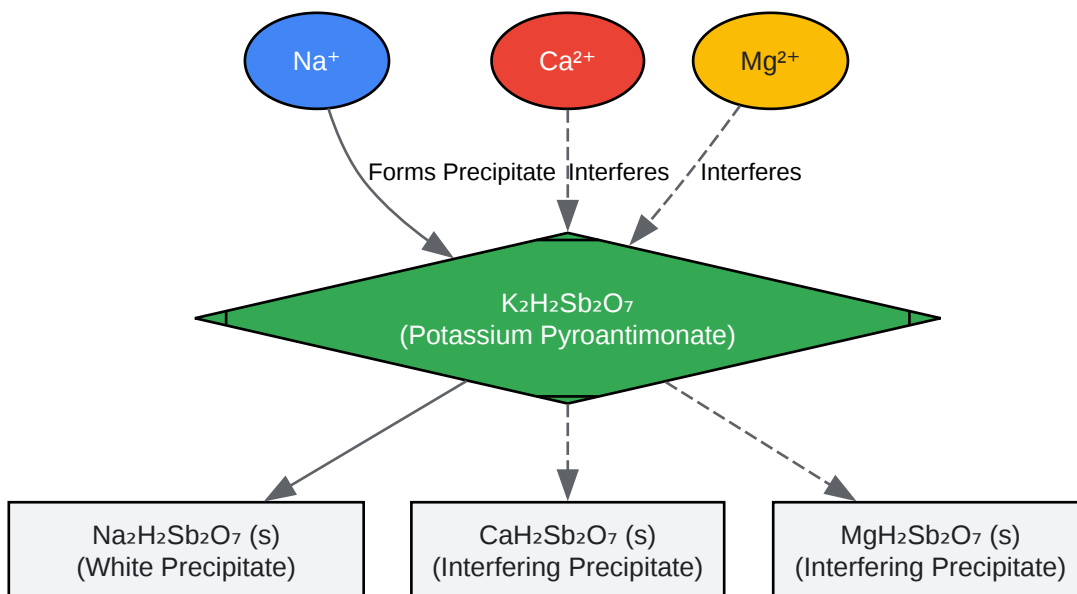 Na⁺
Ca²⁺
Mg²⁺
Forms Precipitate
Interferes
Interferes
K₂H₂Sb₂O₇
(Potassium Pyroantimonate)
Na₂H₂Sb₂O₇ (s)
(White Precipitate)
CaH₂Sb₂O₇ (s)
(Interfering Precipitate)
MgH₂Sb₂O₇ (s)
(Interfering Precipitate)